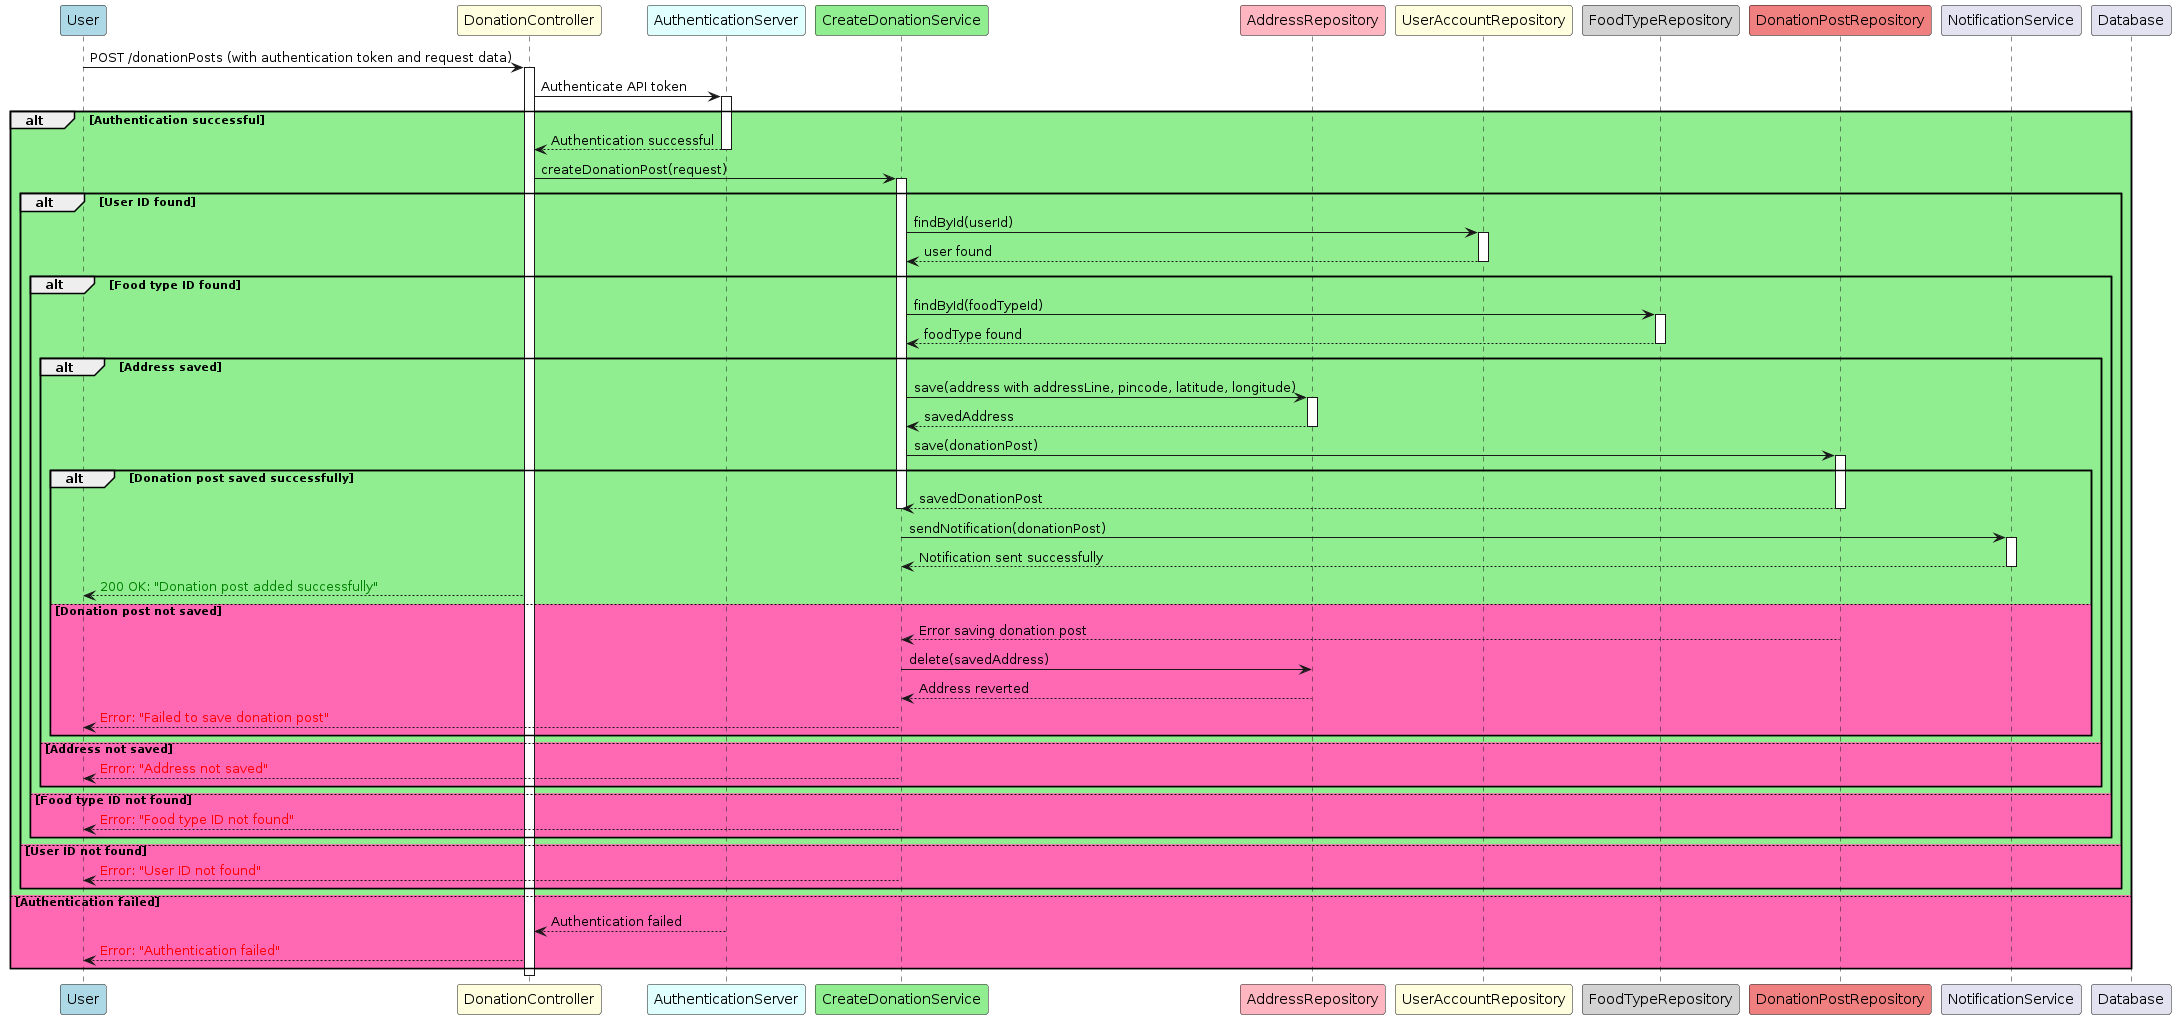 User DonationController AuthenticationServer CreateDonationService AddressRepository UserAccountRepository FoodTypeRepository DonationPostRepository NotificationService Database
POST /donationPosts (with authentication token and request data)
Authenticate API token
alt [Authentication successful]
Authentication successful
createDonationPost(request)
alt [User ID found]
findById(userId)
user found
alt [Food type ID found]
findById(foodTypeId)
foodType found
alt [Address saved]
save(address with addressLine, pincode, latitude, longitude)
savedAddress
save(donationPost)
alt [Donation post saved successfully]
savedDonationPost
sendNotification(donationPost)
Notification sent successfully
200 OK: "Donation post added successfully"
[Donation post not saved]
Error saving donation post
delete(savedAddress)
Address reverted
Error: "Failed to save donation post"
[Address not saved]
Error: "Address not saved"
[Food type ID not found]
Error: "Food type ID not found"
[User ID not found]
Error: "User ID not found"
[Authentication failed]
Authentication failed
Error: "Authentication failed"
User DonationController AuthenticationServer CreateDonationService AddressRepository UserAccountRepository FoodTypeRepository DonationPostRepository NotificationService Database